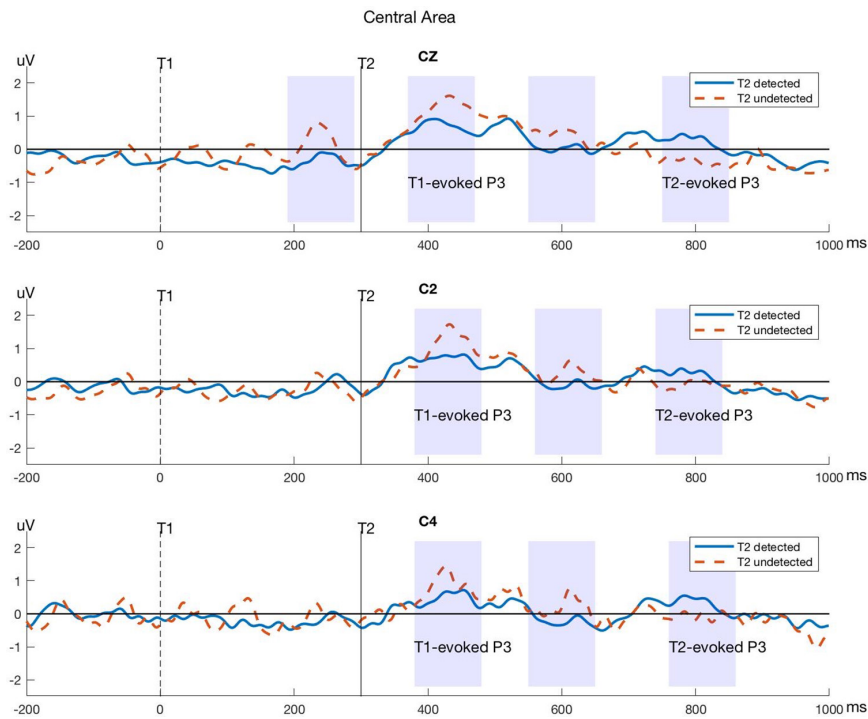 Central Area
uV T1 T2 CZ
2
1
0
-1
-2
T2 detected
T2 undetected
T1-evoked P3 T2-evoked P3
-200 0 200 400 600 800 1000 ms
uV T1 T2 C2
2
1
0
-1
-2
T2 detected
T2 undetected
T1-evoked P3 T2-evoked P3
-200 0 200 400 600 800 1000 ms
uV T1 T2 C4
2
1
0
-1
-2
T2 detected
T2 undetected
T1-evoked P3 T2-evoked P3
-200 0 200 400 600 800 1000 ms